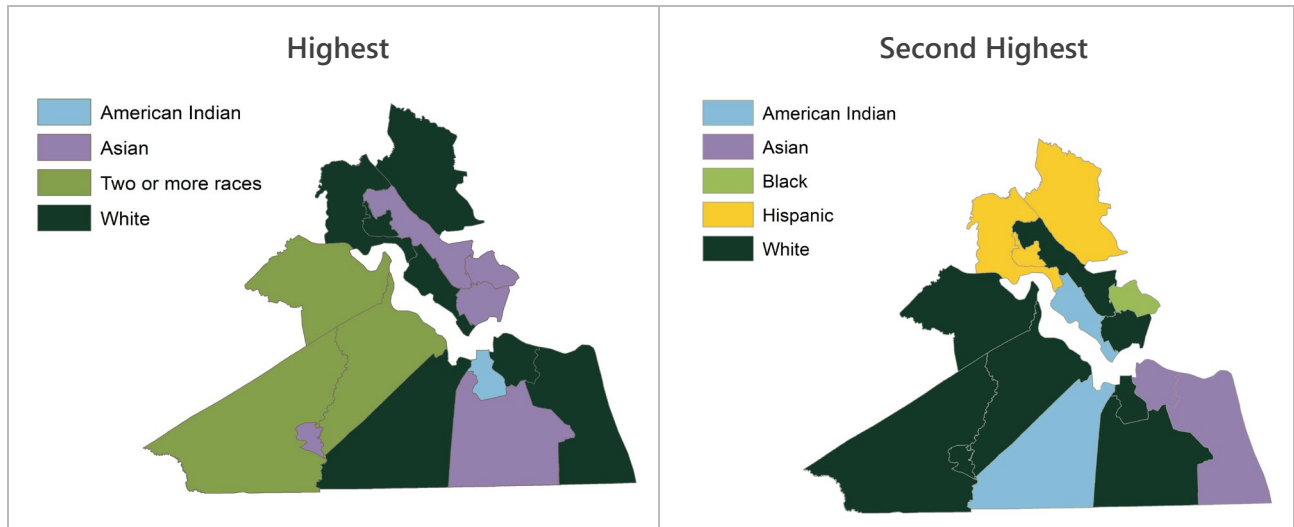 Highest
American Indian
Asian
Two or more races
White
Second Highest
American Indian
Asian
Black
Hispanic
White